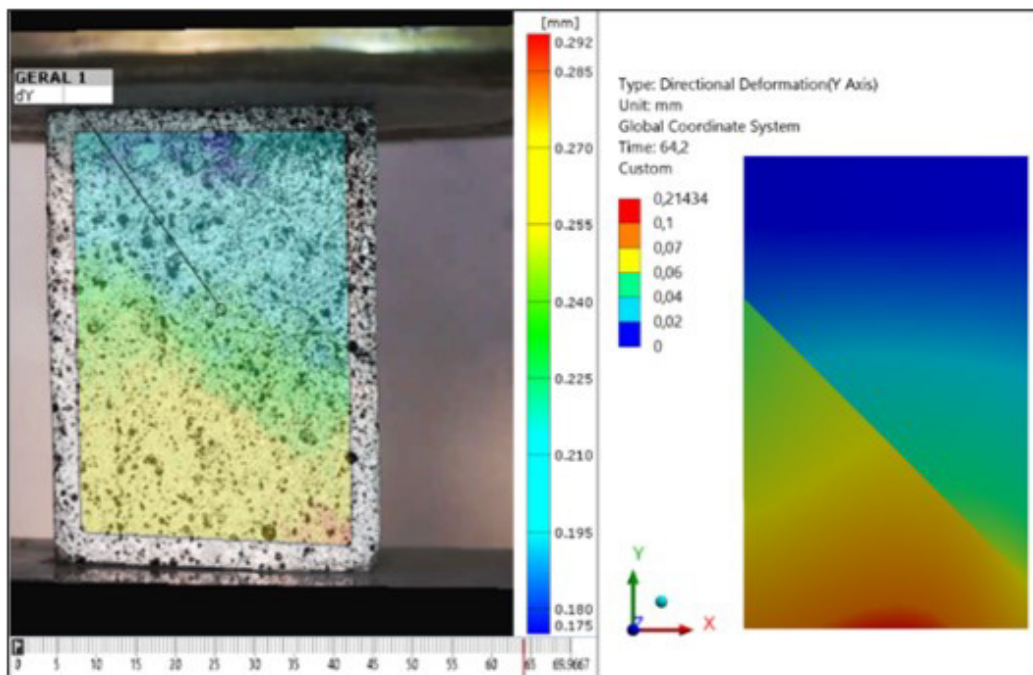 GERAL 1
dY
[mm]
0.292
0.285
0.270
0.255
0.240
0.225
0.210
0.195
0.180
0.175
0 5 10 15 20 25 30 35 40 45 50 55 60 65 69.9667
Type: Directional Deformation(Y Axis)
Unit: mm
Global Coordinate System
Time: 64,2
Custom
0,21434
0,1
0,07
0,06
0,04
0,02
0
Y
Z
X